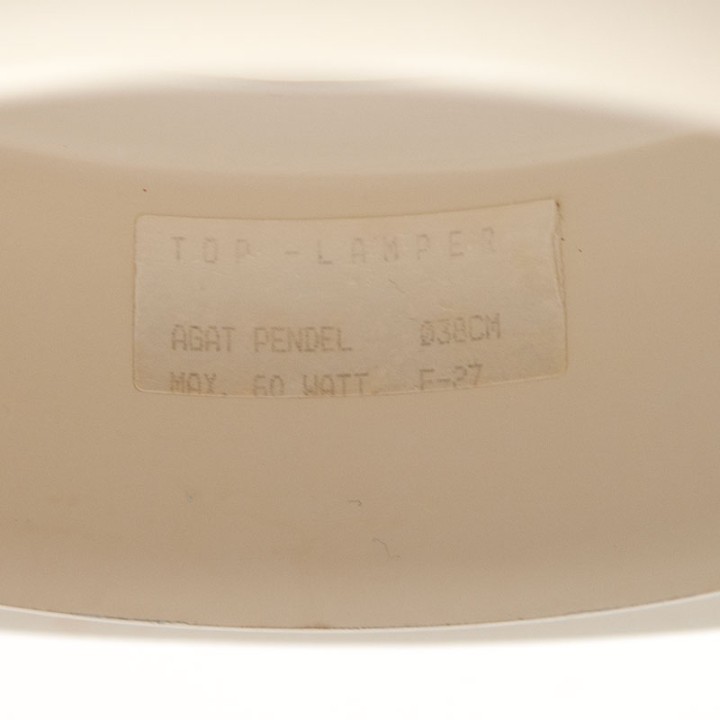 TOP-LAMPER
AGAT PENDEL Ø38CM
MAX. 60 WATT. E-27